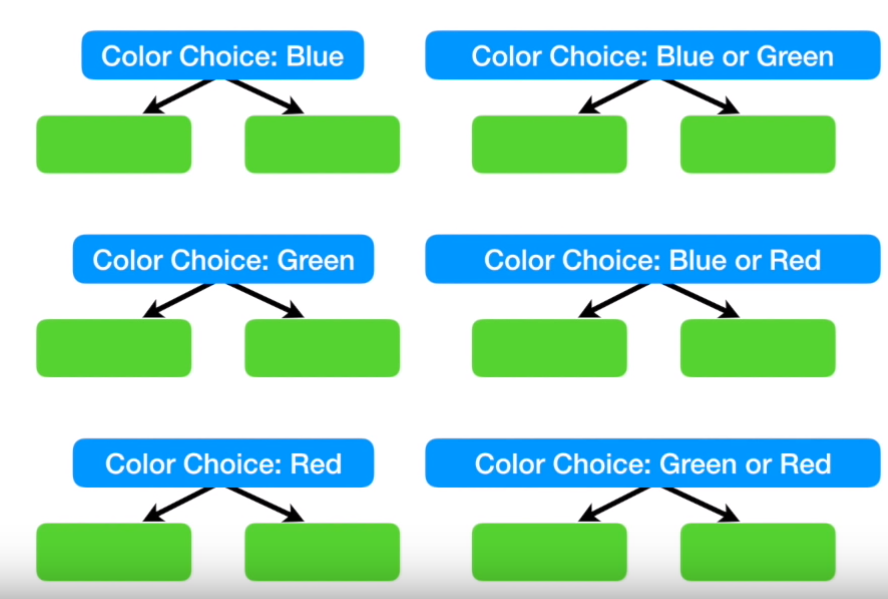 Color Choice: Blue
Color Choice: Blue or Green
Color Choice: Green
Color Choice: Blue or Red
Color Choice: Red
Color Choice: Green or Red